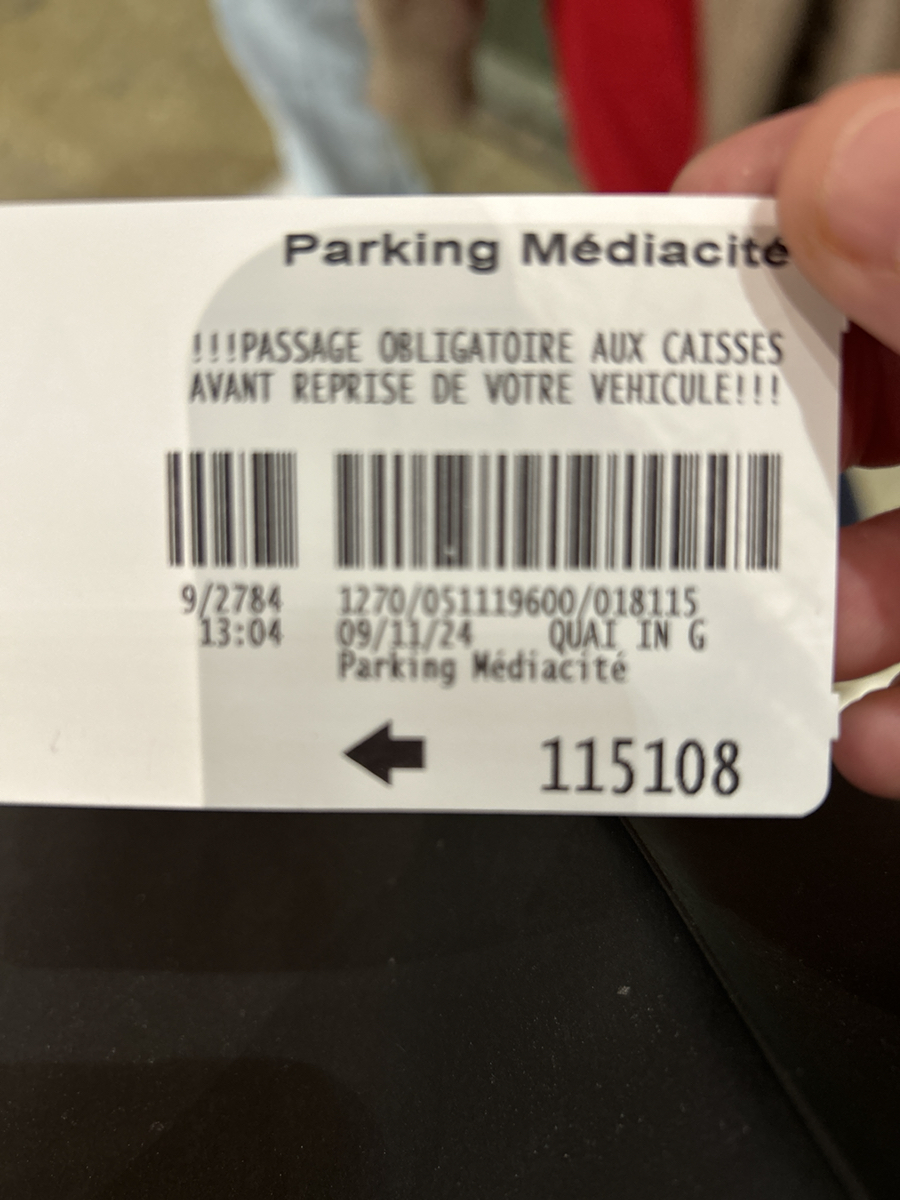 Parking Médiacité
!!!PASSAGE OBLIGATOIRE AUX CAISSES
AVANT REPRISE DE VOTRE VEHICULE!!!
9/2784 1270/051119600/018115
13:04 09/11/24 QUAI IN G
Parking Médiacité
115108